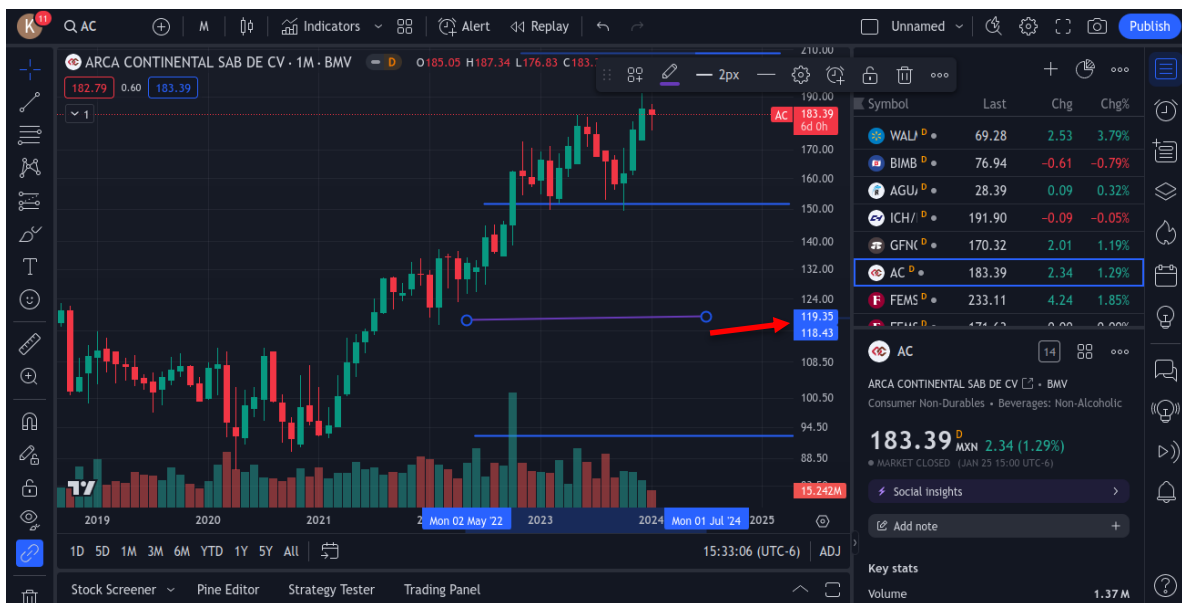 K 11 AC M Indicators Alert Replay Unnamed Publish
ARCA CONTINENTAL SAB DE CV · 1M · BMV D O185.05 H187.34 L176.83 C183.
182.79 0.60 183.39
1
2px
210.00
190.00
AC 183.39
6d 0h
170.00
160.00
150.00
140.00
132.00
124.00
119.35
118.43
108.50
100.50
94.50
88.50
15.242M
2019 2020 2021 2 Mon 02 May '22 2023 2024 Mon 01 Jul '24 2025
1D 5D 1M 3M 6M YTD 1Y 5Y All 15:33:06 (UTC-6) ADJ
Stock Screener Pine Editor Strategy Tester Trading Panel
Symbol Last Chg Chg%
WALM D 69.28 2.53 3.79%
BIMB D 76.94 −0.61 −0.79%
AGU D 28.39 0.09 0.32%
ICH/ D 191.90 −0.09 −0.05%
GFNO D 170.32 2.01 1.19%
AC D 183.39 2.34 1.29%
FEMS D 233.11 4.24 1.85%
AC 14
ARCA CONTINENTAL SAB DE CV • BMV
Consumer Non-Durables • Beverages: Non-Alcoholic
183.39 D MXN 2.34 (1.29%)
MARKET CLOSED (JAN 25 15:00 UTC-6)
Social insights
Add note
Key stats
Volume 1.37 M